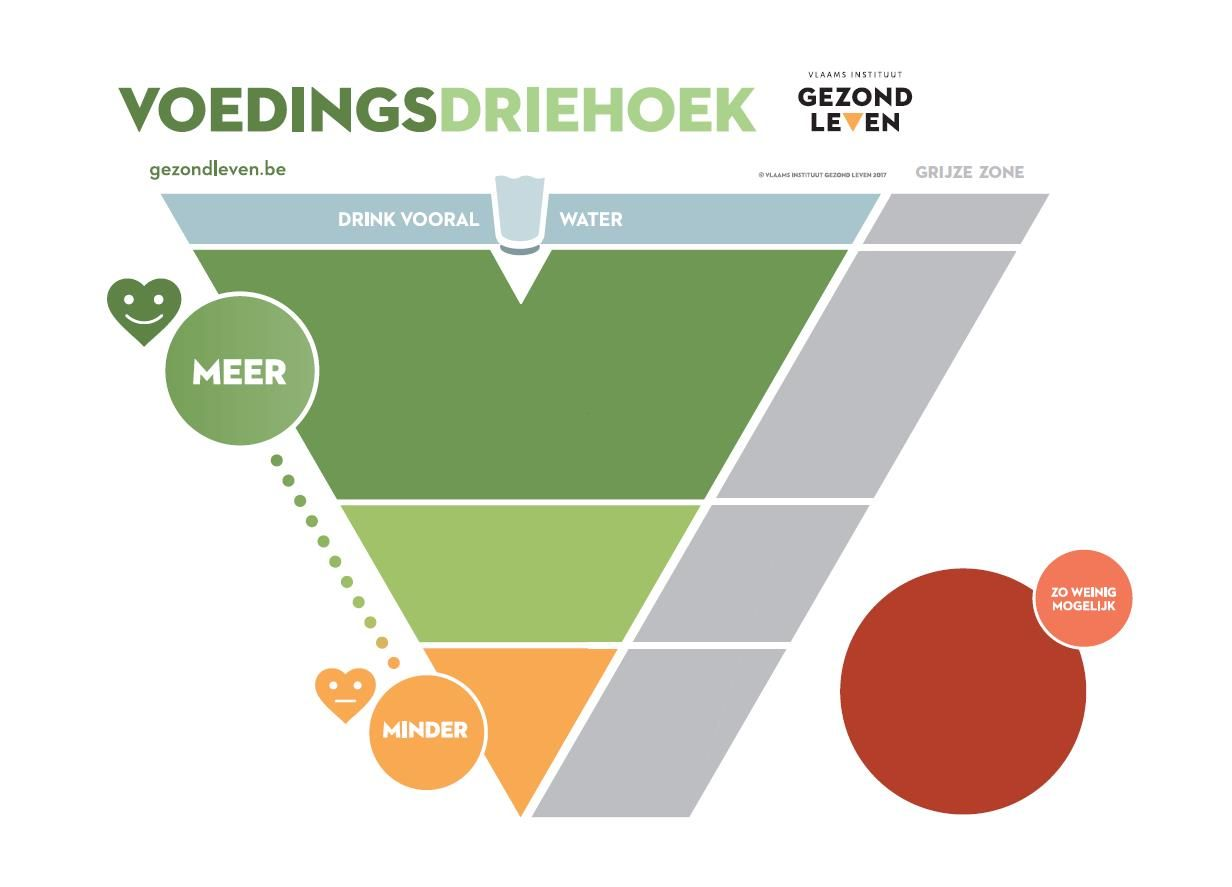 VLAAMS INSTITUUT
VOEDINGSDRIEHOEK
GEZOND
LEVEN
gezondleven.be
© VLAAMS INSTITUUT GEZOND LEVEN 2017
GRIJZE ZONE
DRINK VOORAL WATER
MEER
ZO WEINIG
MOGELIJK
MINDER